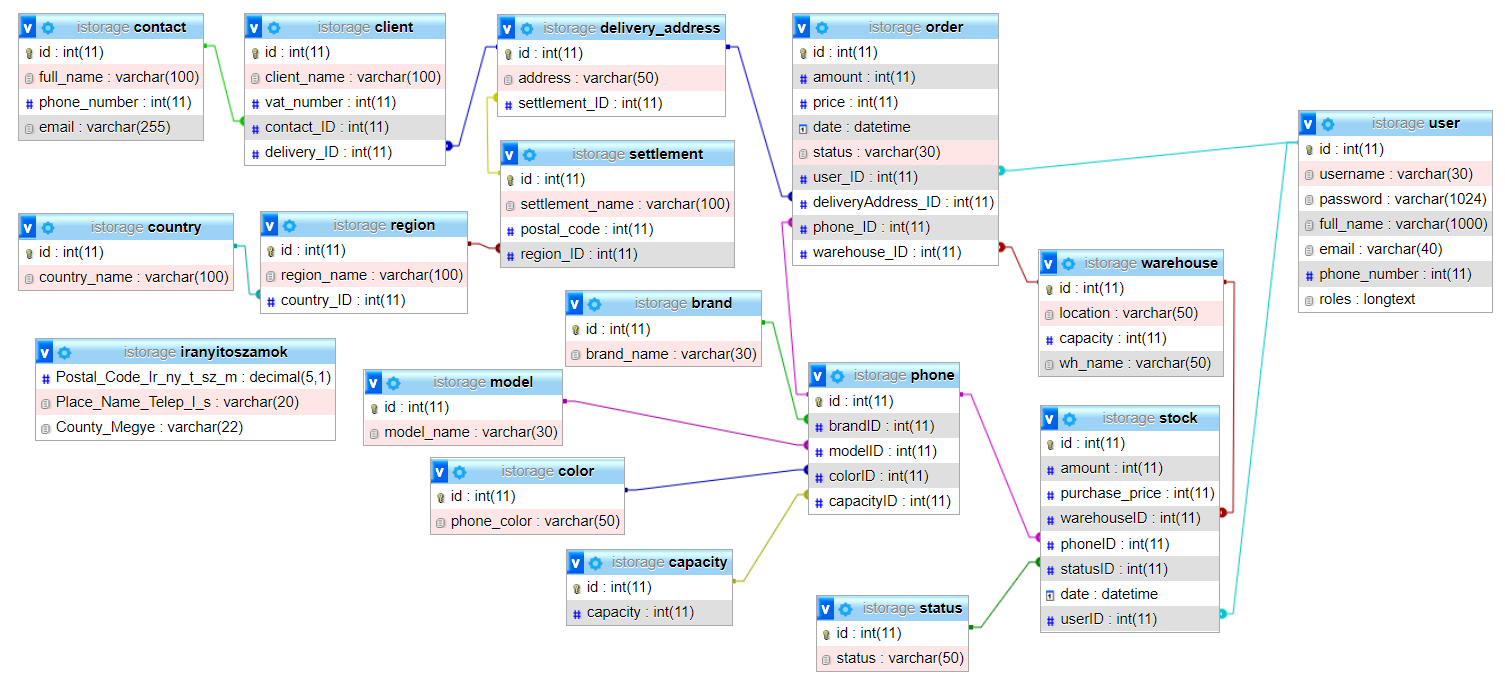 v istorage contact
id : int(11)
full_name : varchar(100)
# phone_number : int(11)
email : varchar(255)
v istorage client
id : int(11)
client_name : varchar(100)
# vat_number : int(11)
# contact_ID : int(11)
# delivery_ID : int(11)
v istorage delivery_address
id : int(11)
address : varchar(50)
# settlement_ID : int(11)
v istorage order
id : int(11)
# amount : int(11)
# price : int(11)
date : datetime
status : varchar(30)
# user_ID : int(11)
# deliveryAddress_ID : int(11)
# phone_ID : int(11)
# warehouse_ID : int(11)
v istorage user
id : int(11)
username : varchar(30)
password : varchar(1024)
full_name : varchar(1000)
email : varchar(40)
# phone_number : int(11)
roles : longtext
v istorage settlement
id : int(11)
settlement_name : varchar(100)
# postal_code : int(11)
# region_ID : int(11)
v istorage country
id : int(11)
country_name : varchar(100)
v istorage region
id : int(11)
region_name : varchar(100)
# country_ID : int(11)
v istorage warehouse
id : int(11)
location : varchar(50)
# capacity : int(11)
wh_name : varchar(50)
v istorage brand
id : int(11)
brand_name : varchar(30)
v istorage iranyitoszamok
# Postal_Code_Ir_ny_t_sz_m : decimal(5,1)
Place_Name_Telep_l_s : varchar(20)
County_Megye : varchar(22)
v istorage model
id : int(11)
model_name : varchar(30)
v istorage phone
id : int(11)
# brandID : int(11)
# modelID : int(11)
# colorID : int(11)
# capacityID : int(11)
v istorage stock
id : int(11)
# amount : int(11)
# purchase_price : int(11)
# warehouseID : int(11)
# phoneID : int(11)
# statusID : int(11)
date : datetime
# userID : int(11)
v istorage color
id : int(11)
phone_color : varchar(50)
v istorage capacity
id : int(11)
# capacity : int(11)
v istorage status
id : int(11)
status : varchar(50)